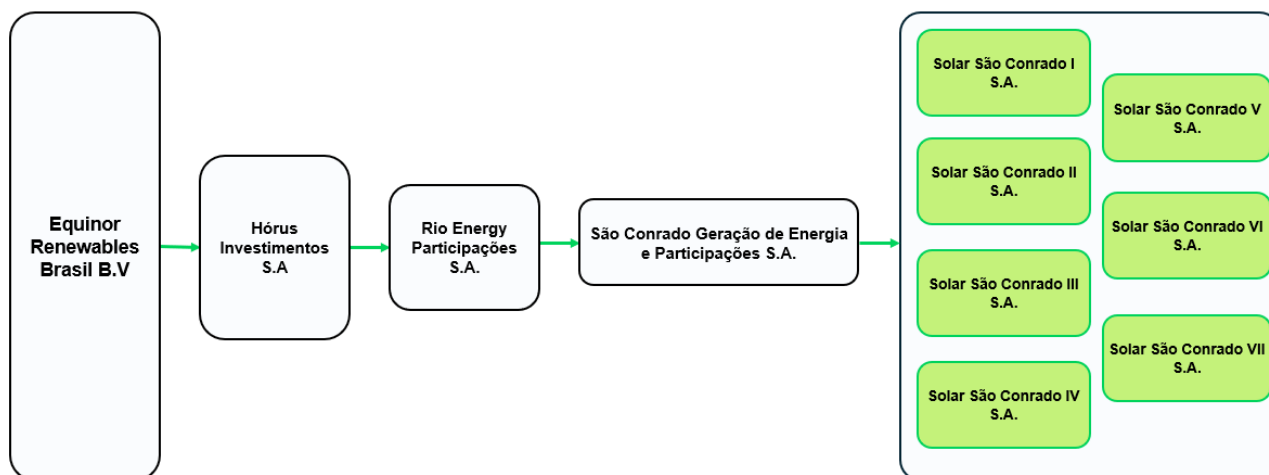 Equinor
Renewables
Brasil B.V
Hórus
Investimentos
S.A
Rio Energy
Participações
S.A.
São Conrado Geração de Energia
e Participações S.A.
Solar São Conrado I
S.A.
Solar São Conrado II
S.A.
Solar São Conrado III
S.A.
Solar São Conrado IV
S.A.
Solar São Conrado V
S.A.
Solar São Conrado VI
S.A.
Solar São Conrado VII
S.A.